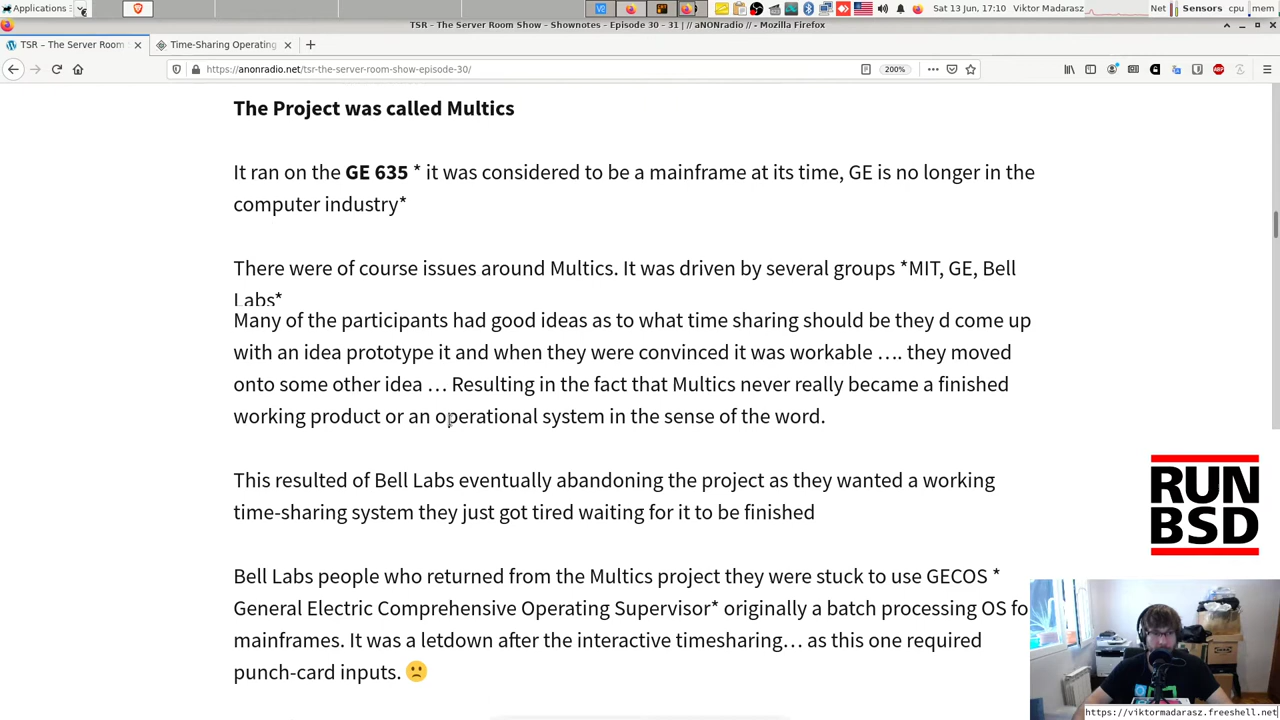 Applications
Sat 13 Jun, 17:10 Viktor Madarasz
Net Sensors cpu mem
TSR - The Server Room Show - Shownotes - Episode 30 - 31 | // aNONradio // - Mozilla Firefox
TSR – The Server Room
Time-Sharing Operating
https://anonradio.net/tsr-the-server-room-show-episode-30/
200%
The Project was called Multics
It ran on the GE 635 * it was considered to be a mainframe at its time, GE is no longer in the
computer industry*
There were of course issues around Multics. It was driven by several groups *MIT, GE, Bell
Labs*
Many of the participants had good ideas as to what time sharing should be they d come up
with an idea prototype it and when they were convinced it was workable …. they moved
onto some other idea … Resulting in the fact that Multics never really became a finished
working product or an operational system in the sense of the word.
This resulted of Bell Labs eventually abandoning the project as they wanted a working
time-sharing system they just got tired waiting for it to be finished
Bell Labs people who returned from the Multics project they were stuck to use GECOS *
General Electric Comprehensive Operating Supervisor* originally a batch processing OS fo
mainframes. It was a letdown after the interactive timesharing… as this one required
punch-card inputs. 🙁
RUN
BSD
https://viktormadarasz.freeshell.net